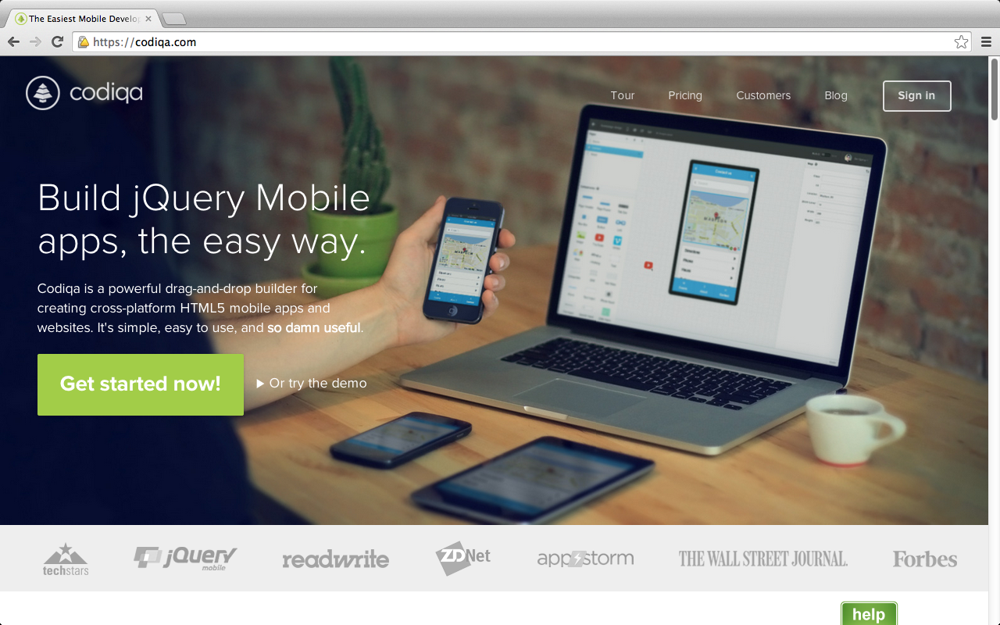 The Easiest Mobile Develo
https://codiqa.com
codiqa
Tour
Pricing
Customers
Blog
Sign in
Build jQuery Mobile
apps, the easy way.
Codiqa is a powerful drag-and-drop builder for
creating cross-platform HTML5 mobile apps and
websites. It's simple, easy to use, and so damn useful.
Get started now!
Or try the demo
techstars
jQuery
mobile
readwrite
ZDNet
appstorm
THE WALL STREET JOURNAL.
Forbes
help